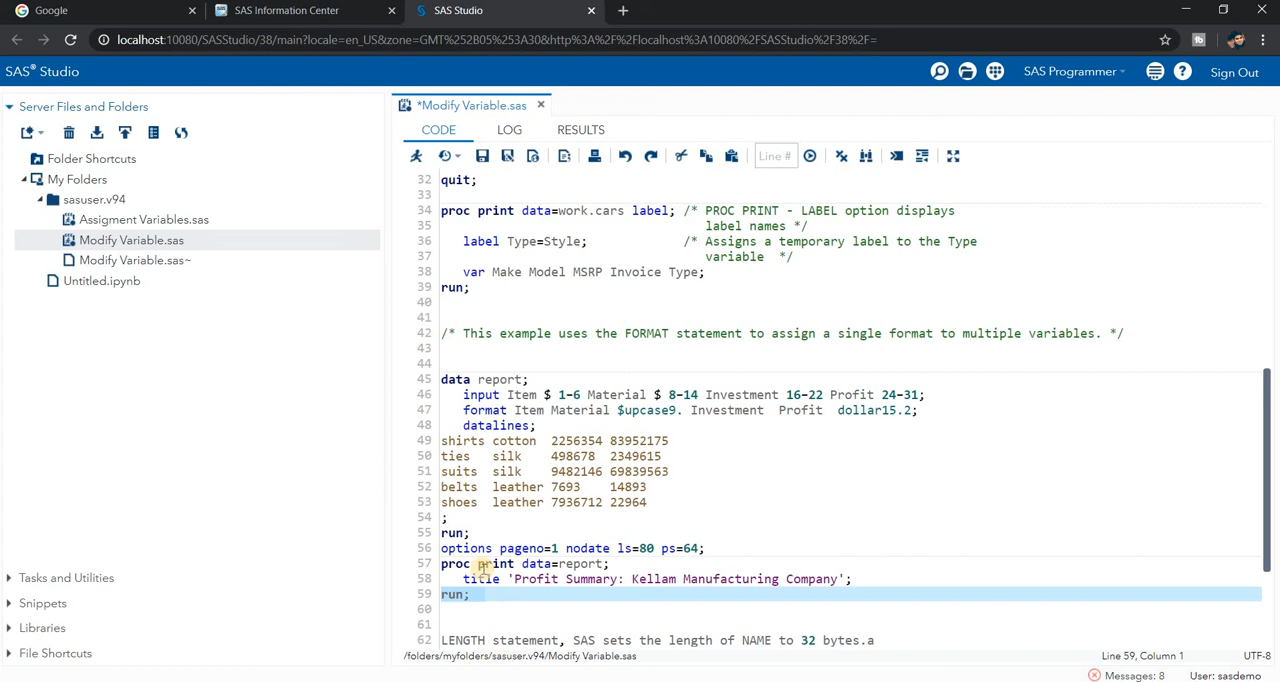 Google
SAS Information Center
SAS Studio
localhost:10080/SASStudio/38/main?locale=en_US&zone=GMT%252B05%253A30&http%3A%2F%2Flocalhost%3A10080%2FSASStudio%2F38%2F=
SAS® Studio
SAS Programmer
Sign Out
Server Files and Folders
Folder Shortcuts
My Folders
sasuser.v94
Assigment Variables.sas
Modify Variable.sas
Modify Variable.sas~
Untitled.ipynb
Tasks and Utilities
Snippets
Libraries
File Shortcuts
*Modify Variable.sas
CODE LOG RESULTS
Line #
32 quit;
33
34 proc print data=work.cars label; /* PROC PRINT - LABEL option displays
35 label names */
36 label Type=Style; /* Assigns a temporary label to the Type
37 variable */
38 var Make Model MSRP Invoice Type;
39 run;
40
41
42 /* This example uses the FORMAT statement to assign a single format to multiple variables. */
43
44
45 data report;
46 input Item $ 1-6 Material $ 8-14 Investment 16-22 Profit 24-31;
47 format Item Material $upcase9. Investment Profit dollar15.2;
48 datalines;
49 shirts cotton 2256354 83952175
50 ties silk 498678 2349615
51 suits silk 9482146 69839563
52 belts leather 7693 14893
53 shoes leather 7936712 22964
54 ;
55 run;
56 options pageno=1 nodate ls=80 ps=64;
57 proc print data=report;
58 title 'Profit Summary: Kellam Manufacturing Company';
59 run;
60
61
62 LENGTH statement, SAS sets the length of NAME to 32 bytes.a
/folders/myfolders/sasuser.v94/Modify Variable.sas
Line 59, Column 1
UTF-8
Messages: 8
User: sasdemo